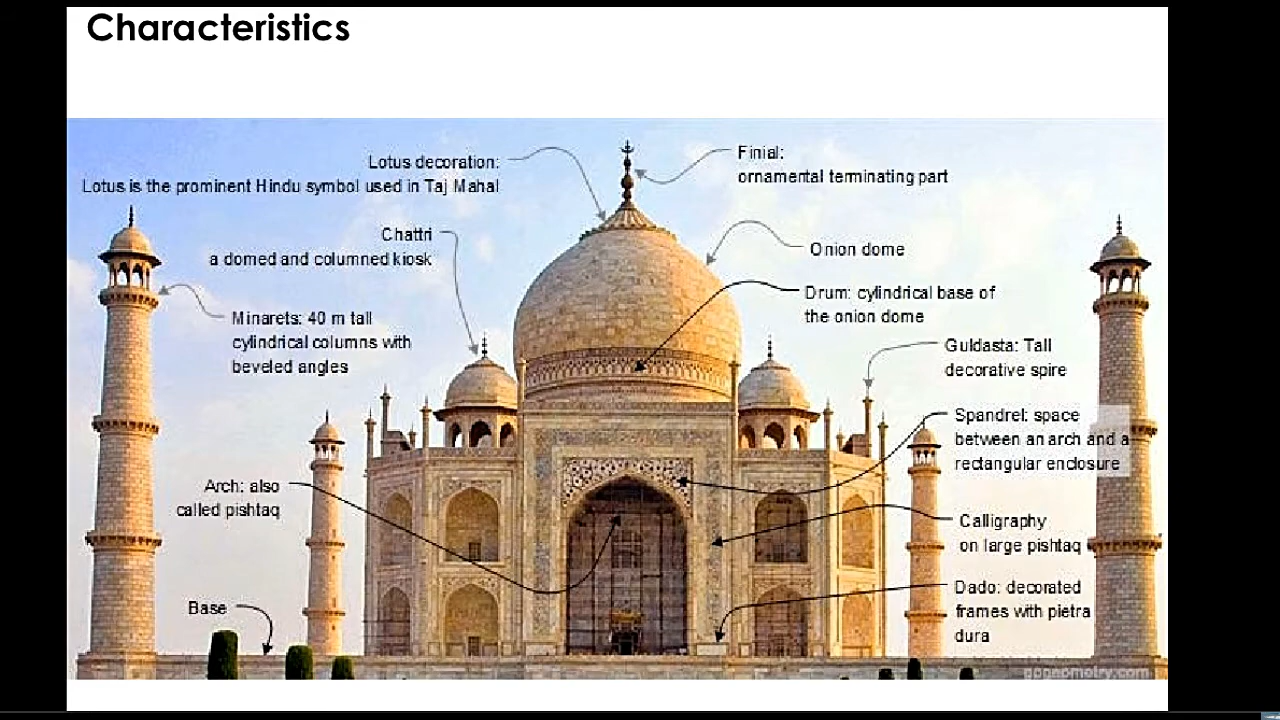 Characteristics
Lotus decoration:
Lotus is the prominent Hindu symbol used in Taj Mahal
Finial:
ornamental terminating part
Chattri
a domed and columned kiosk
Onion dome
Drum: cylindrical base of
the onion dome
Minarets: 40 m tall
cylindrical columns with
beveled angles
Guldasta: Tall
decorative spire
Spandrel: space
between an arch and a
rectangular enclosure
Arch: also
called pishtaq
Calligraphy
on large pishtaq
Dado: decorated
frames with pietra
dura
Base